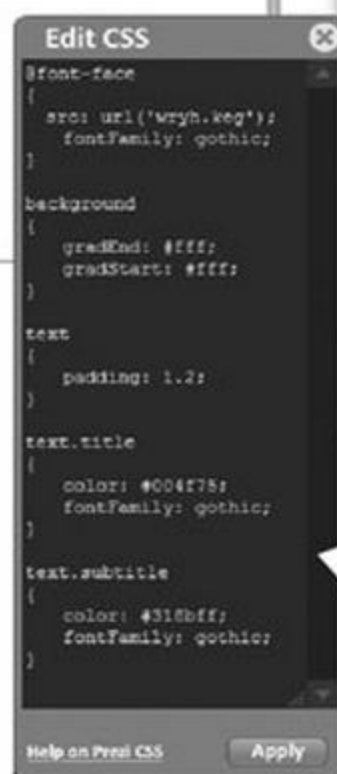 Edit CSS
@font-face
{
src: url('wryh.keg');
fontFamily: gothic;
}
background
{
gradEnd: #fff;
gradStart: #fff;
}
text
{
padding: 1.2;
}
text.title
{
color: #004f75;
fontFamily: gothic;
}
text.subtitle
{
color: #318bff;
fontFamily: gothic;
}
Help on Prezi CSS
Apply